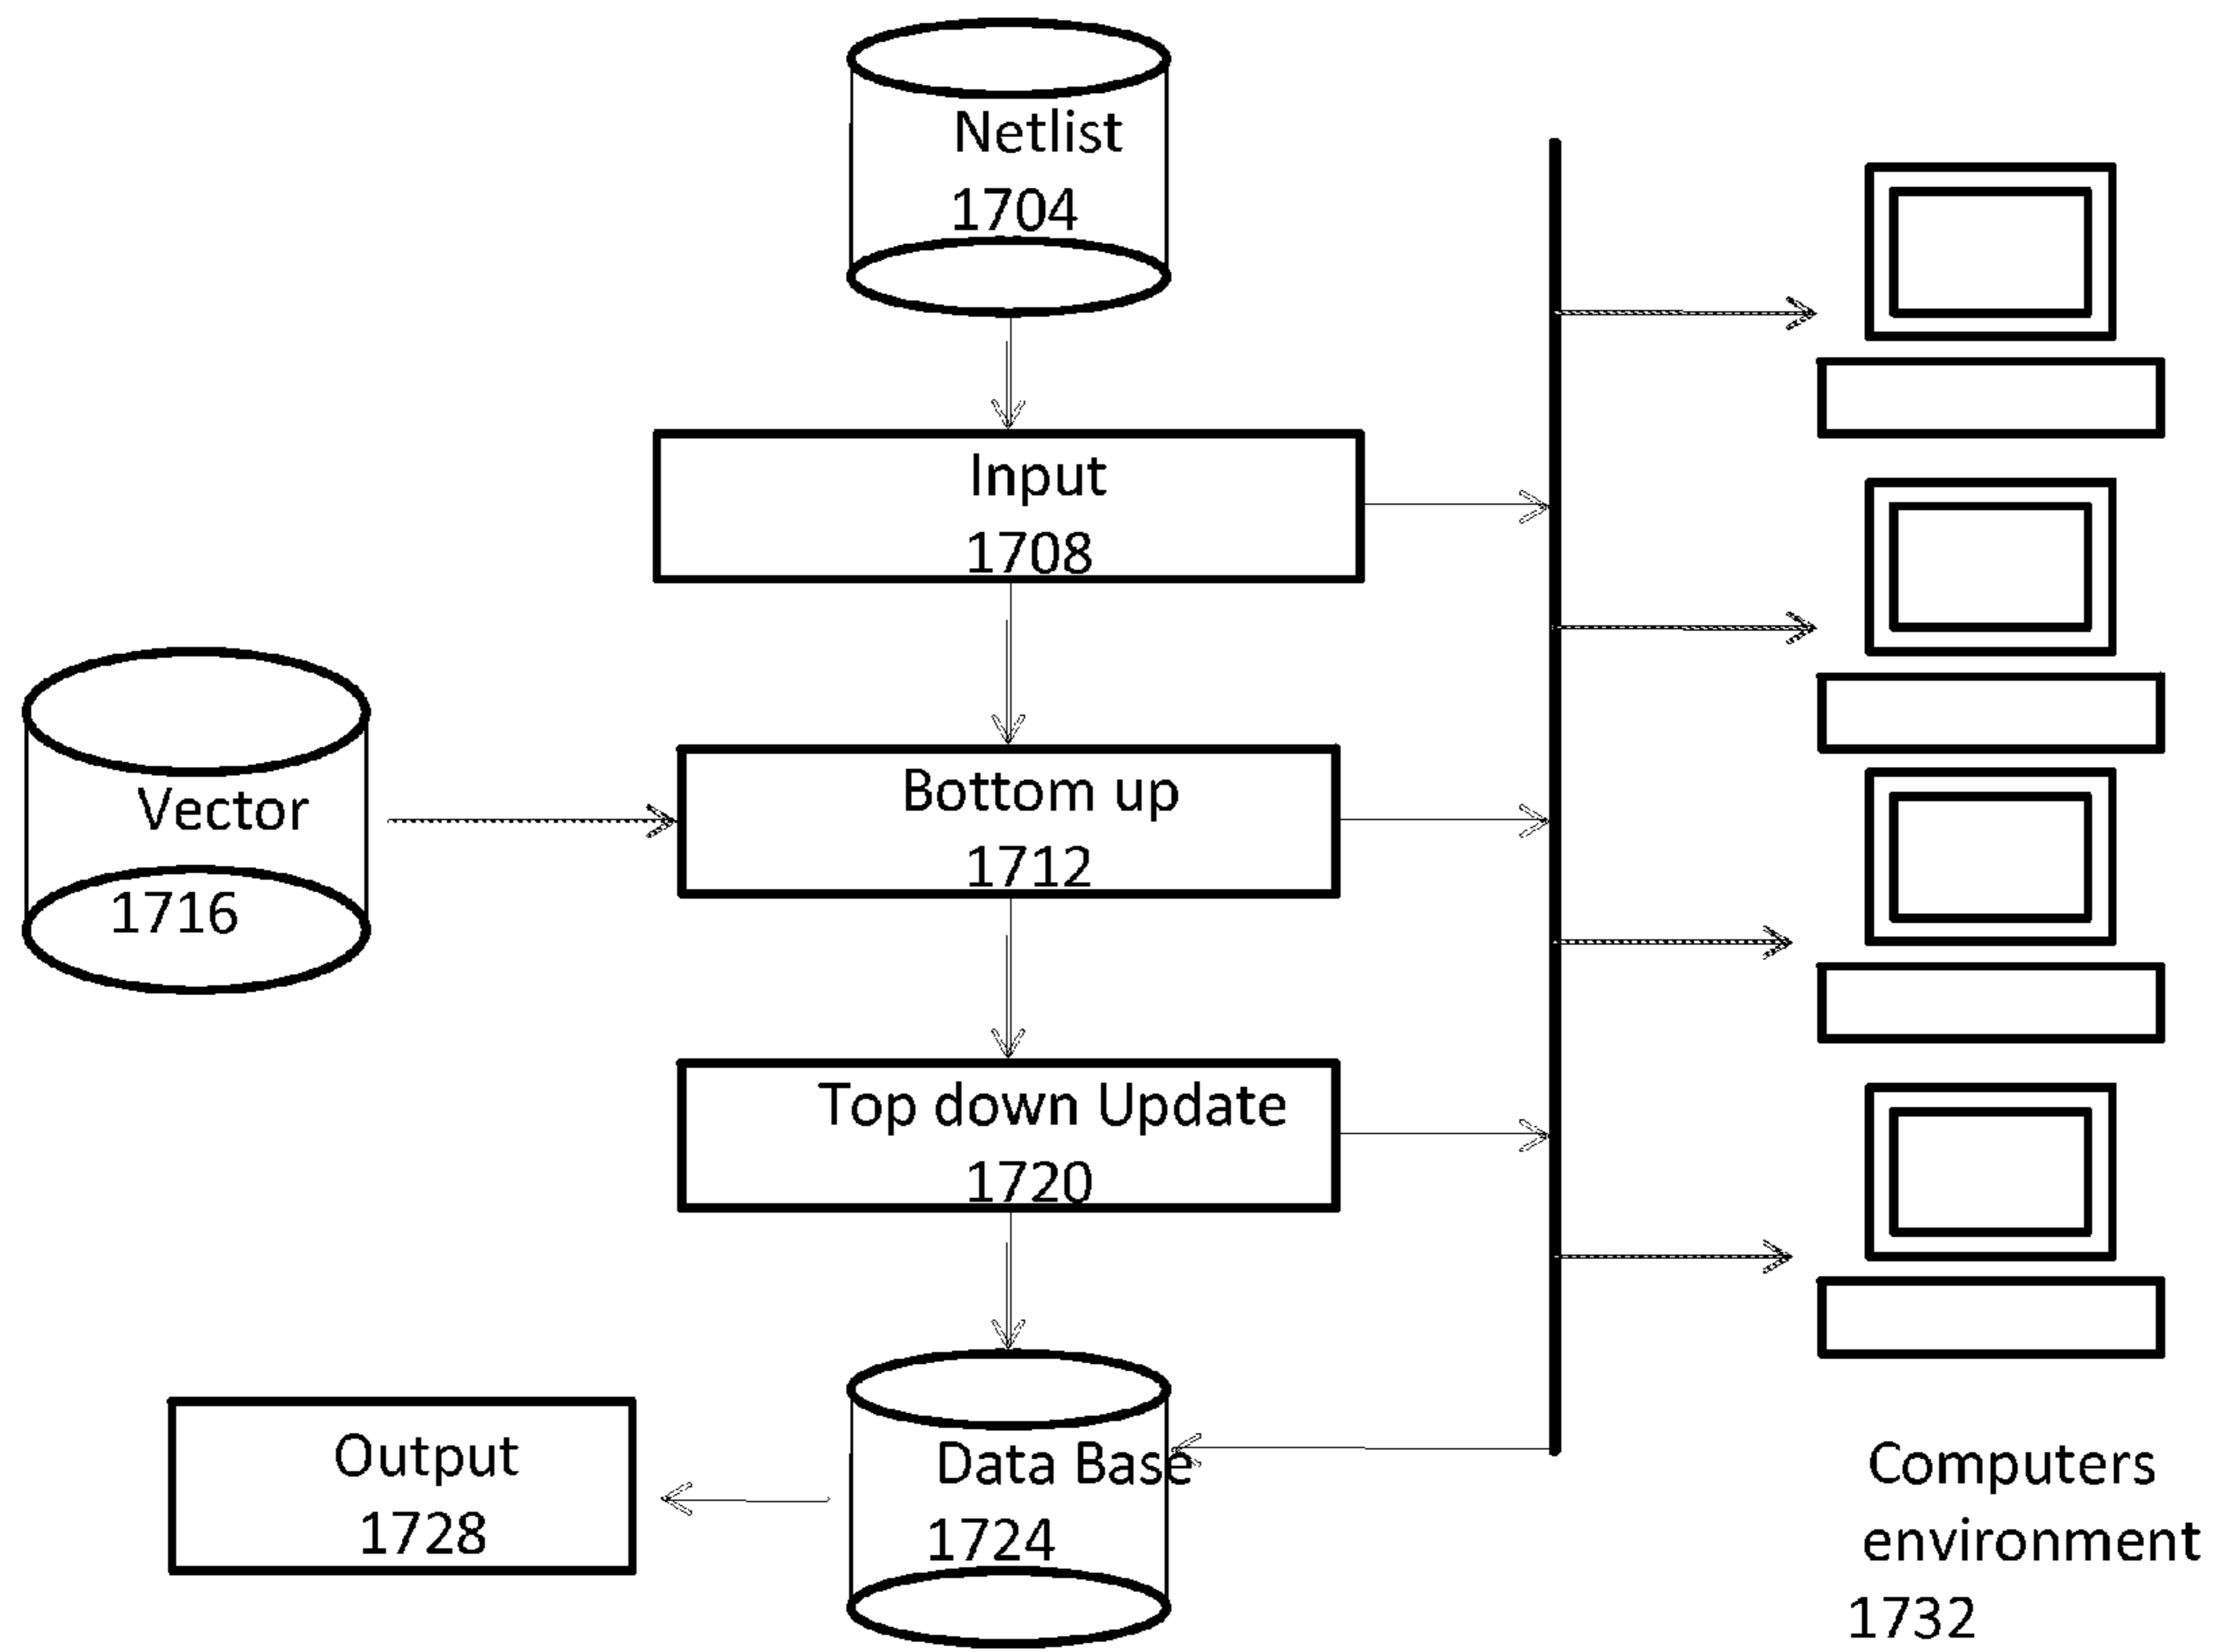 Netlist
1704
Input
1708
Vector
1716
Bottom up
1712
Top down Update
1720
Output
1728
Data Base
1724
Computers
environment
1732